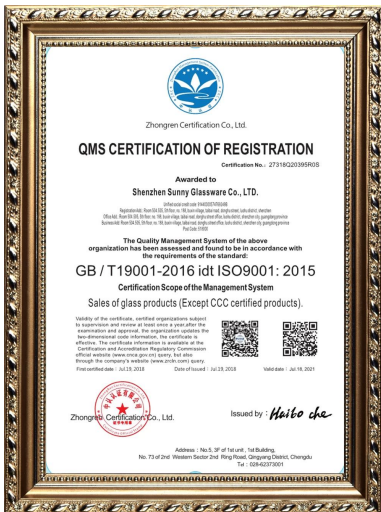 Zhongren Certification Co., Ltd.
QMS CERTIFICATION OF REGISTRATION
Certification No.: 27318Q20395R0S
Awarded to
Shenzhen Sunny Glassware Co., LTD.
The Quality Management System of the above
organization has been assessed and found to be in accordance with
the requirements of the standard:
GB / T19001-2016 idt ISO9001: 2015
Certification Scope of the Management System
Sales of glass products (Except CCC certified products).
Validity of the certificate, certified organizations subject
to supervision and review at least once a year,after the
examination and approval, the organization updates the
two-dimensional code information, the certificate is
effective. The certificate information is available at the
Certification and Accreditation Regulatory Commission
official website (www.cnca.gov.cn) query, but also
through the company's website (www.zrcln.com) query.
First certified date : Jul.19, 2018 Date of Issued : Jul.19, 2018 Valid date : Jul.18, 2021
Zhongren Certification Co., Ltd.
Issued by : Haibo che
Address : No.5, 3F of 1st unit , 1st Building,
No. 73 of 2nd Western Sector 2nd Ring Road, Qingyang District, Chengdu
Tel : 028-62373001